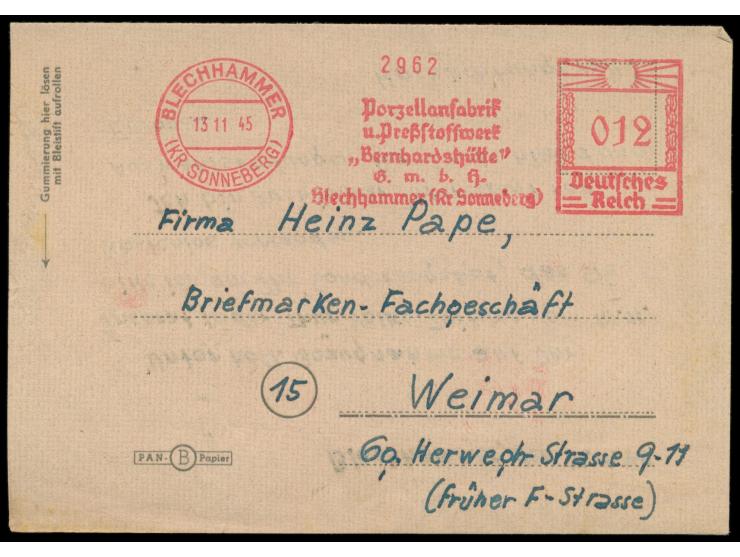 Gummierung hier lösen
mit Bleistift aufrollen
BLECHHAMMER
13 11 45
(KR SONNEBERG)
2962
Porzellanfabrik
u. Preßstoffwerk
„Bernhardshütte"
G. m. b. H.
Blechhammer (Kr Sonneberg)
012
Deutsches
Reich
Firma Heinz Pape,
Briefmarken-Fachgeschäft
15
Weimar
Gg. Herwegh-Strasse 9-11
(früher F-Strasse)
PAN- B Papier